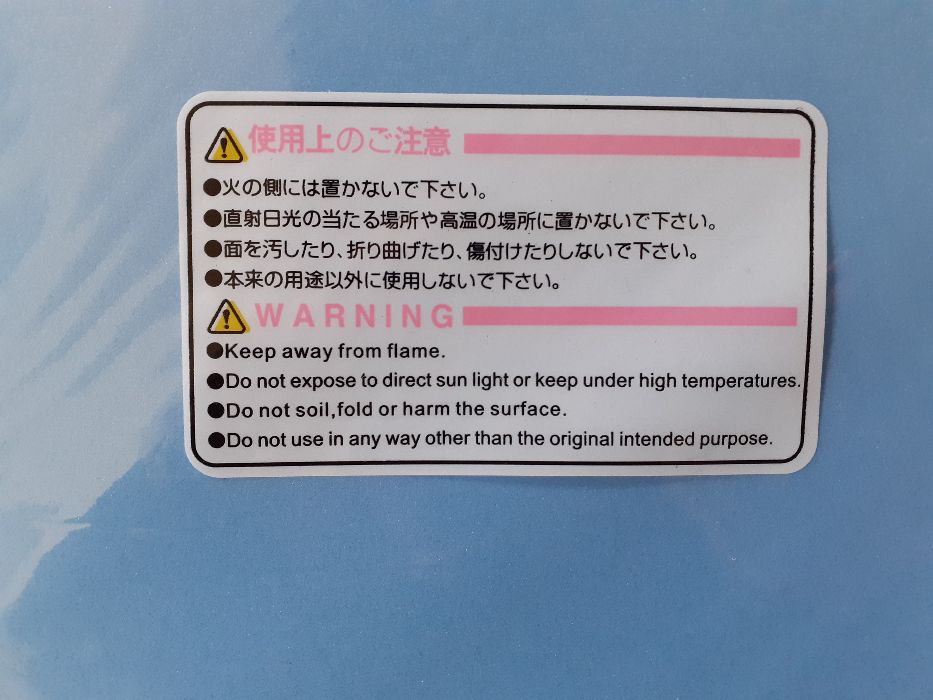 使用上のご注意
●火の側には置かないで下さい。
●直射日光の当たる場所や高温の場所に置かないで下さい。
●面を汚したり、折り曲げたり、傷付けたりしないで下さい。
●本来の用途以外に使用しないで下さい。
WARNING
●Keep away from flame.
●Do not expose to direct sun light or keep under high temperatures.
●Do not soil,fold or harm the surface.
●Do not use in any way other than the original intended purpose.